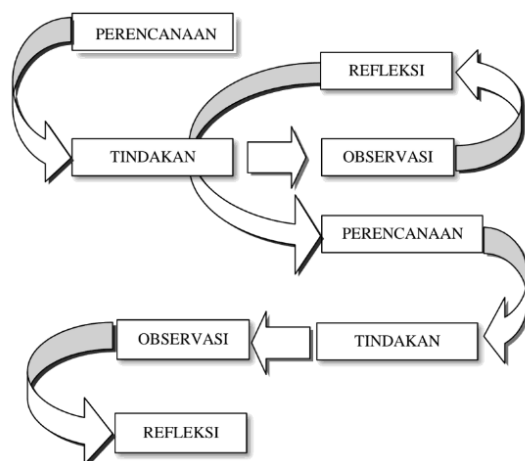 PERENCANAAN
TINDAKAN
OBSERVASI
REFLEKSI
PERENCANAAN
TINDAKAN
OBSERVASI
REFLEKSI